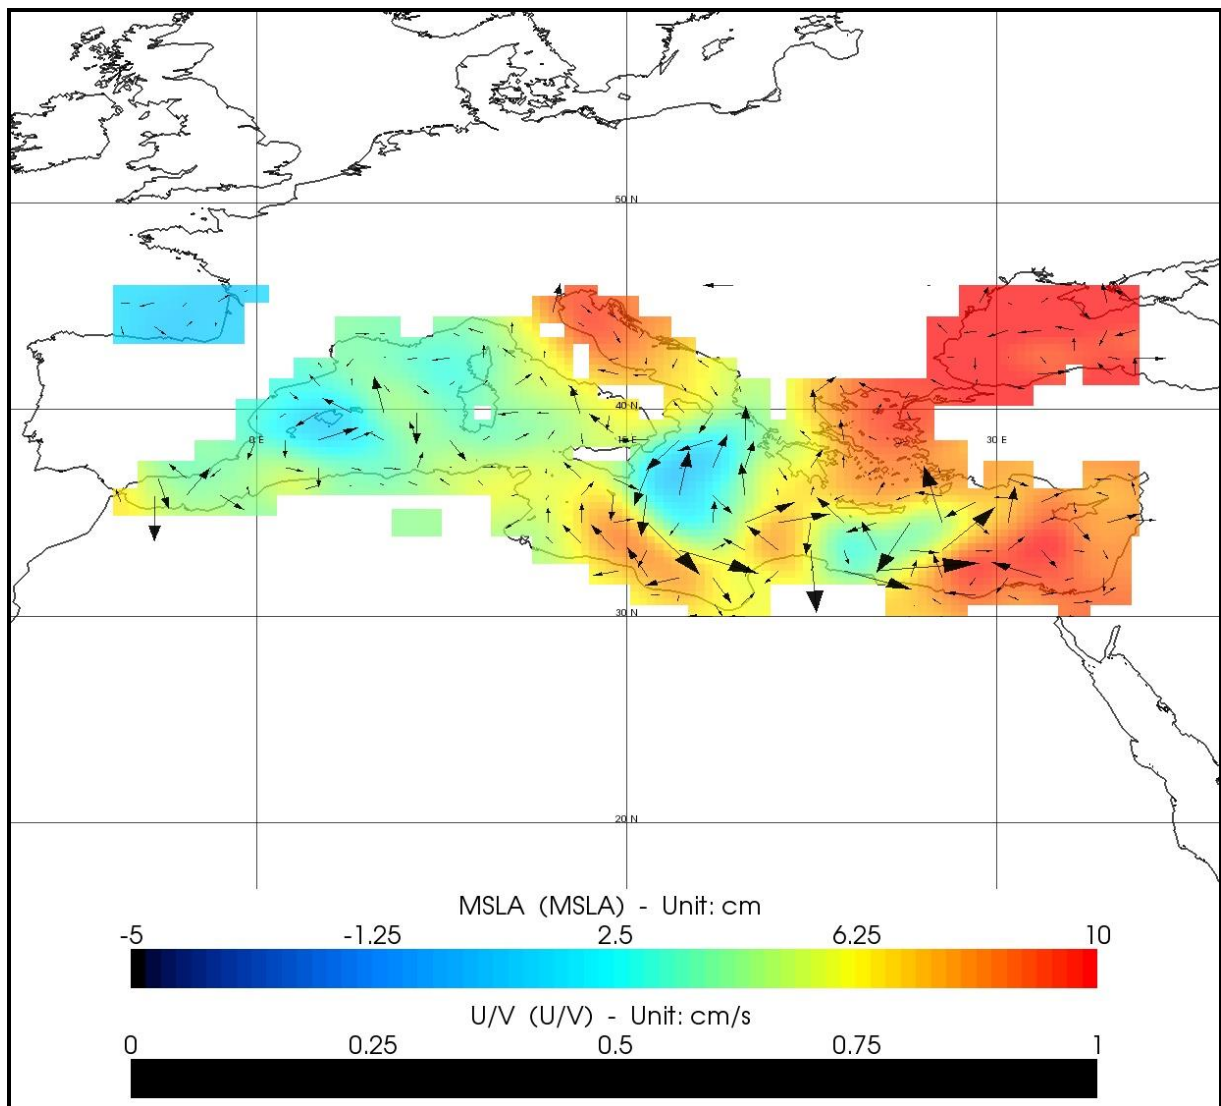 50 N
40 N
0 E
15 E
30 E
30 N
20 N
MSLA (MSLA) - Unit: cm
-5 -1.25 2.5 6.25 10
U/V (U/V) - Unit: cm/s
0 0.25 0.5 0.75 1